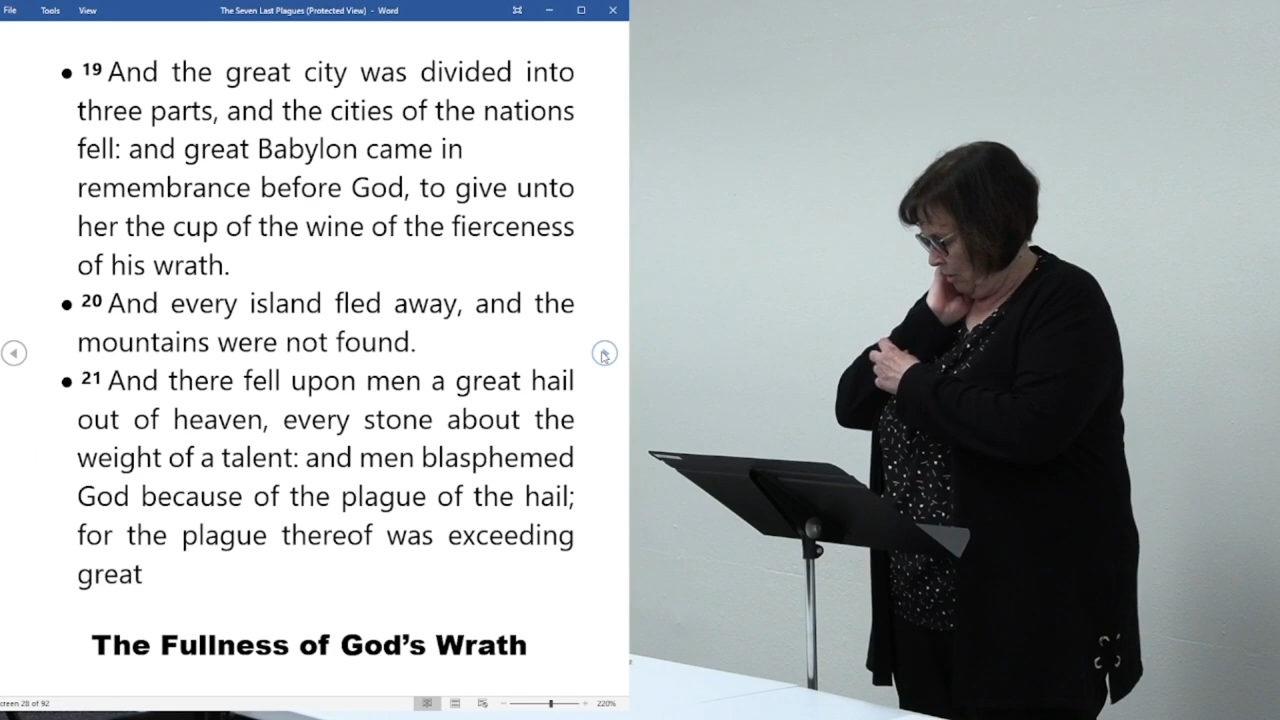 File Tools View The Seven Last Plagues (Protected View) - Word
● 19 And the great city was divided into
three parts, and the cities of the nations
fell: and great Babylon came in
remembrance before God, to give unto
her the cup of the wine of the fierceness
of his wrath.
● 20 And every island fled away, and the
mountains were not found.
● 21 And there fell upon men a great hail
out of heaven, every stone about the
weight of a talent: and men blasphemed
God because of the plague of the hail;
for the plague thereof was exceeding
great
The Fullness of God’s Wrath
creen 28 of 92 220%